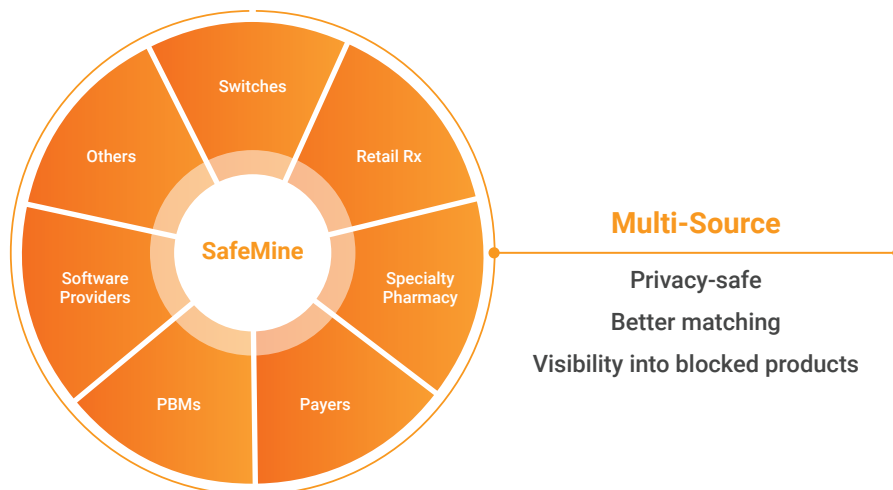 Switches
Others
Retail Rx
SafeMine
Multi-Source
Software
Providers
Specialty
Pharmacy
Privacy-safe
Better matching
Visibility into blocked products
PBMs
Payers